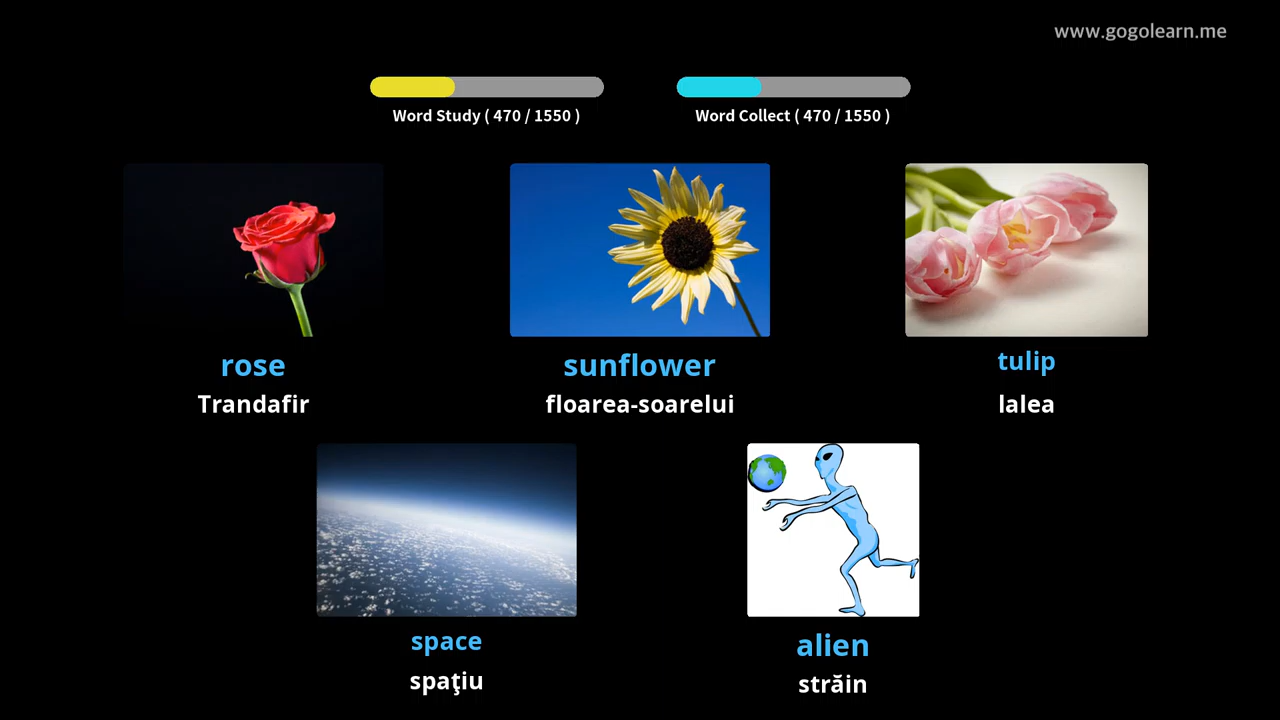 www.gogolearn.me
Word Study ( 470 / 1550 )
Word Collect ( 470 / 1550 )
rose
sunflower
tulip
Trandafir
floarea-soarelui
lalea
space
alien
spaţiu
străin